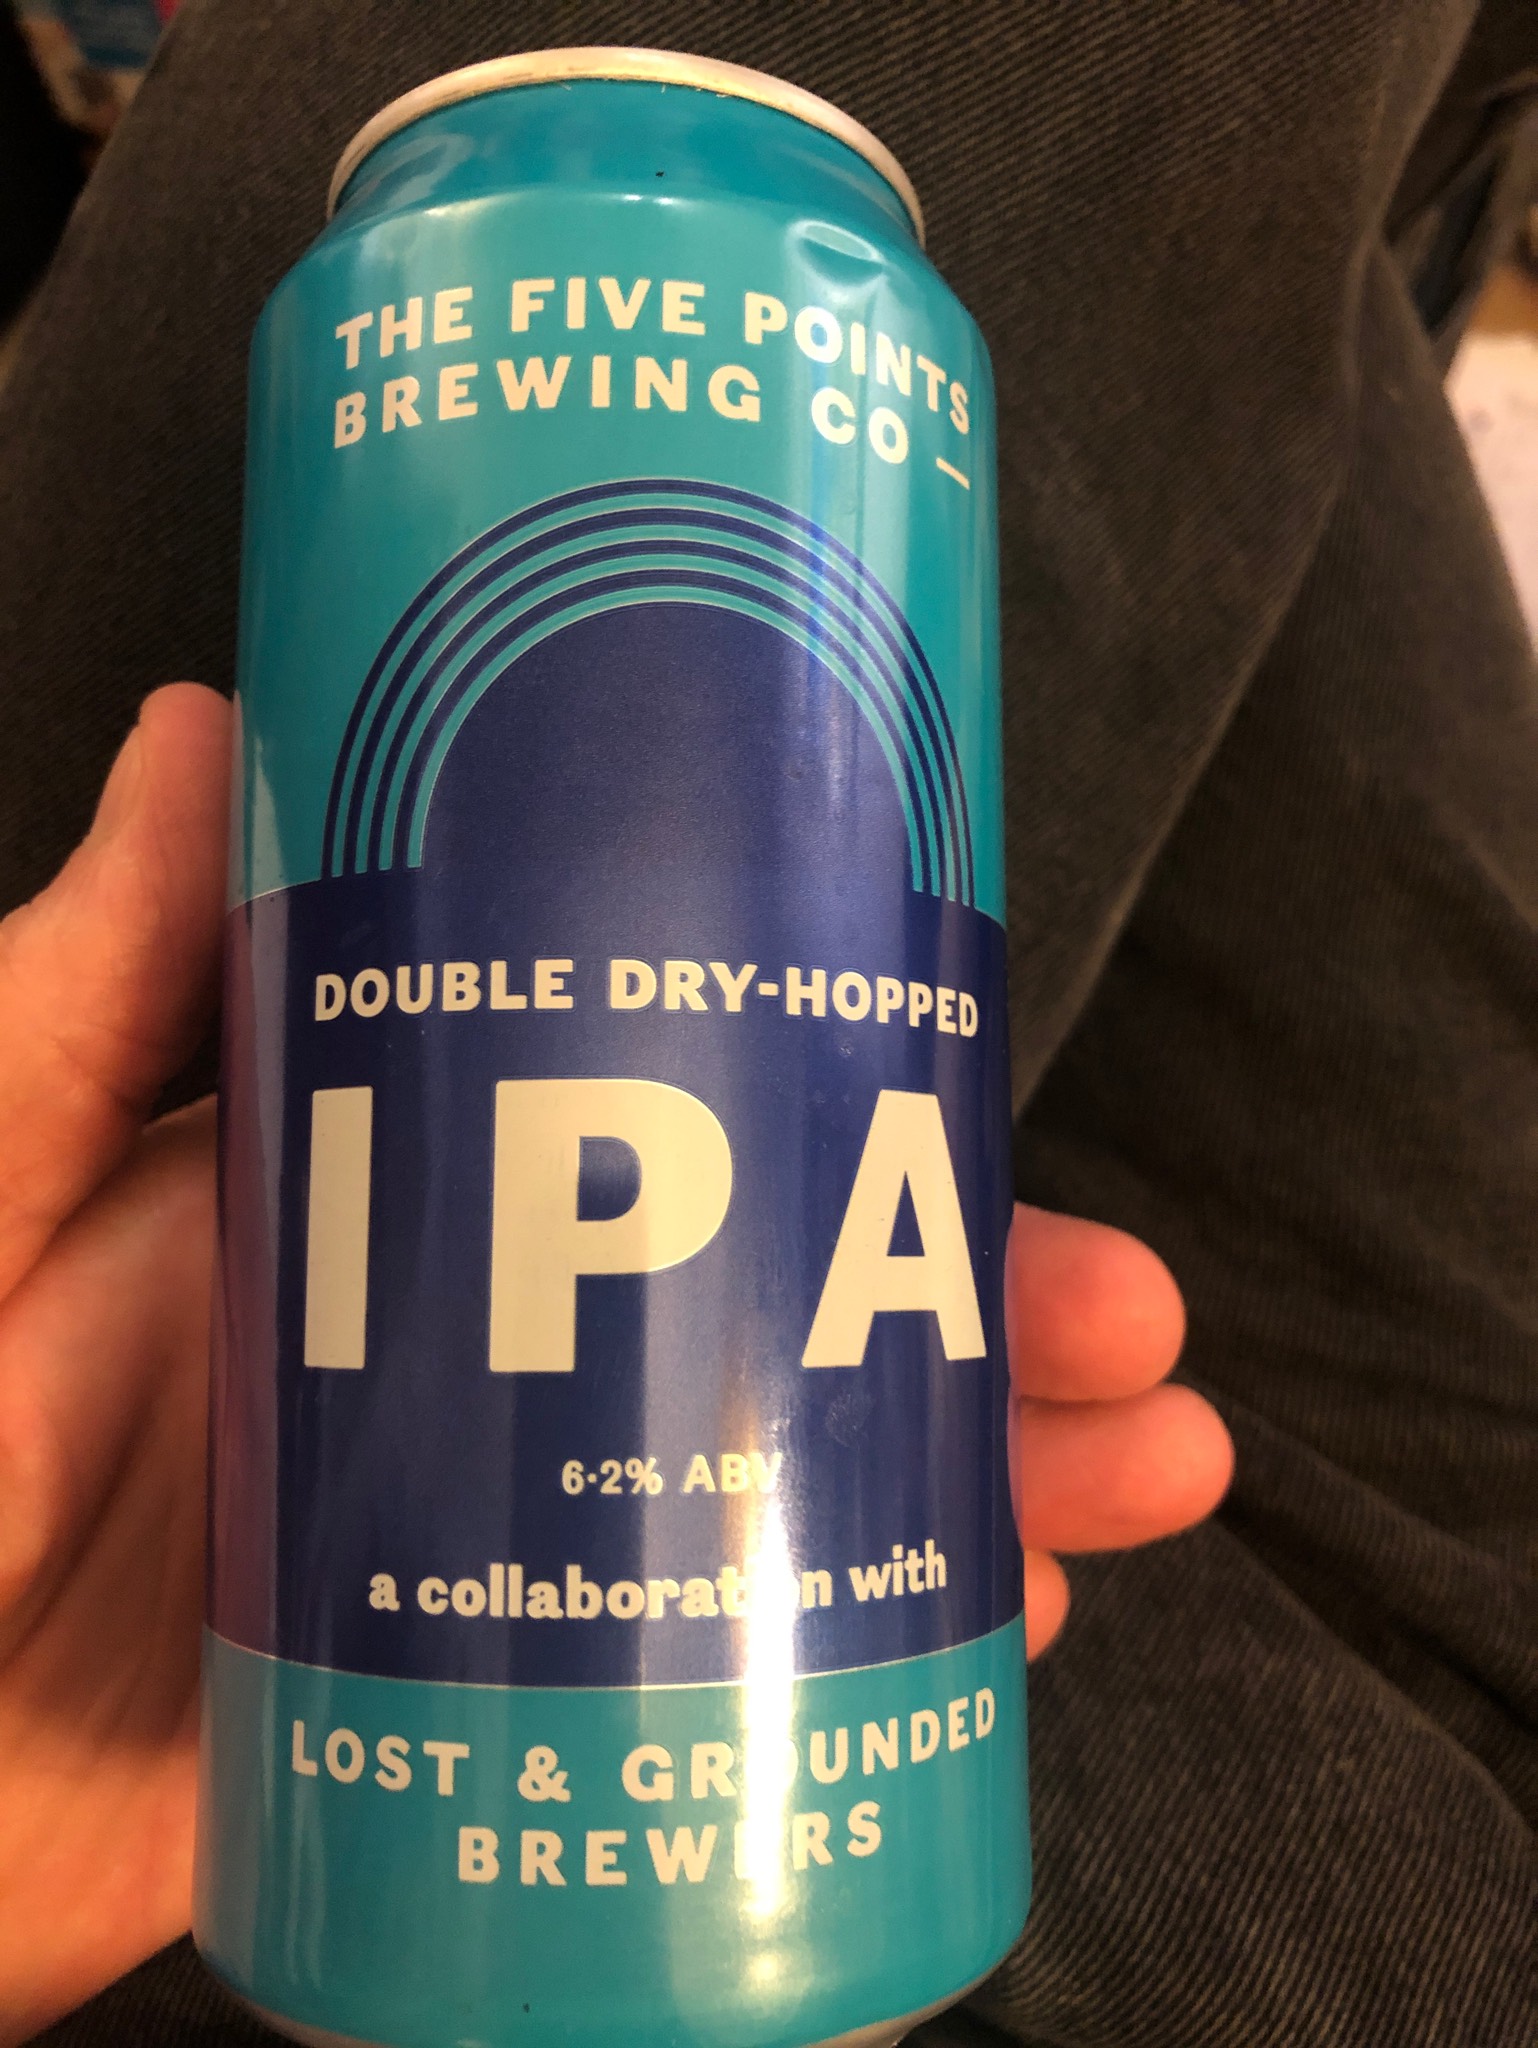 THE FIVE POINTS
BREWING CO —
DOUBLE DRY-HOPPED
IPA
6.2% ABV
a collaboration with
LOST & GROUNDED
BREWERS